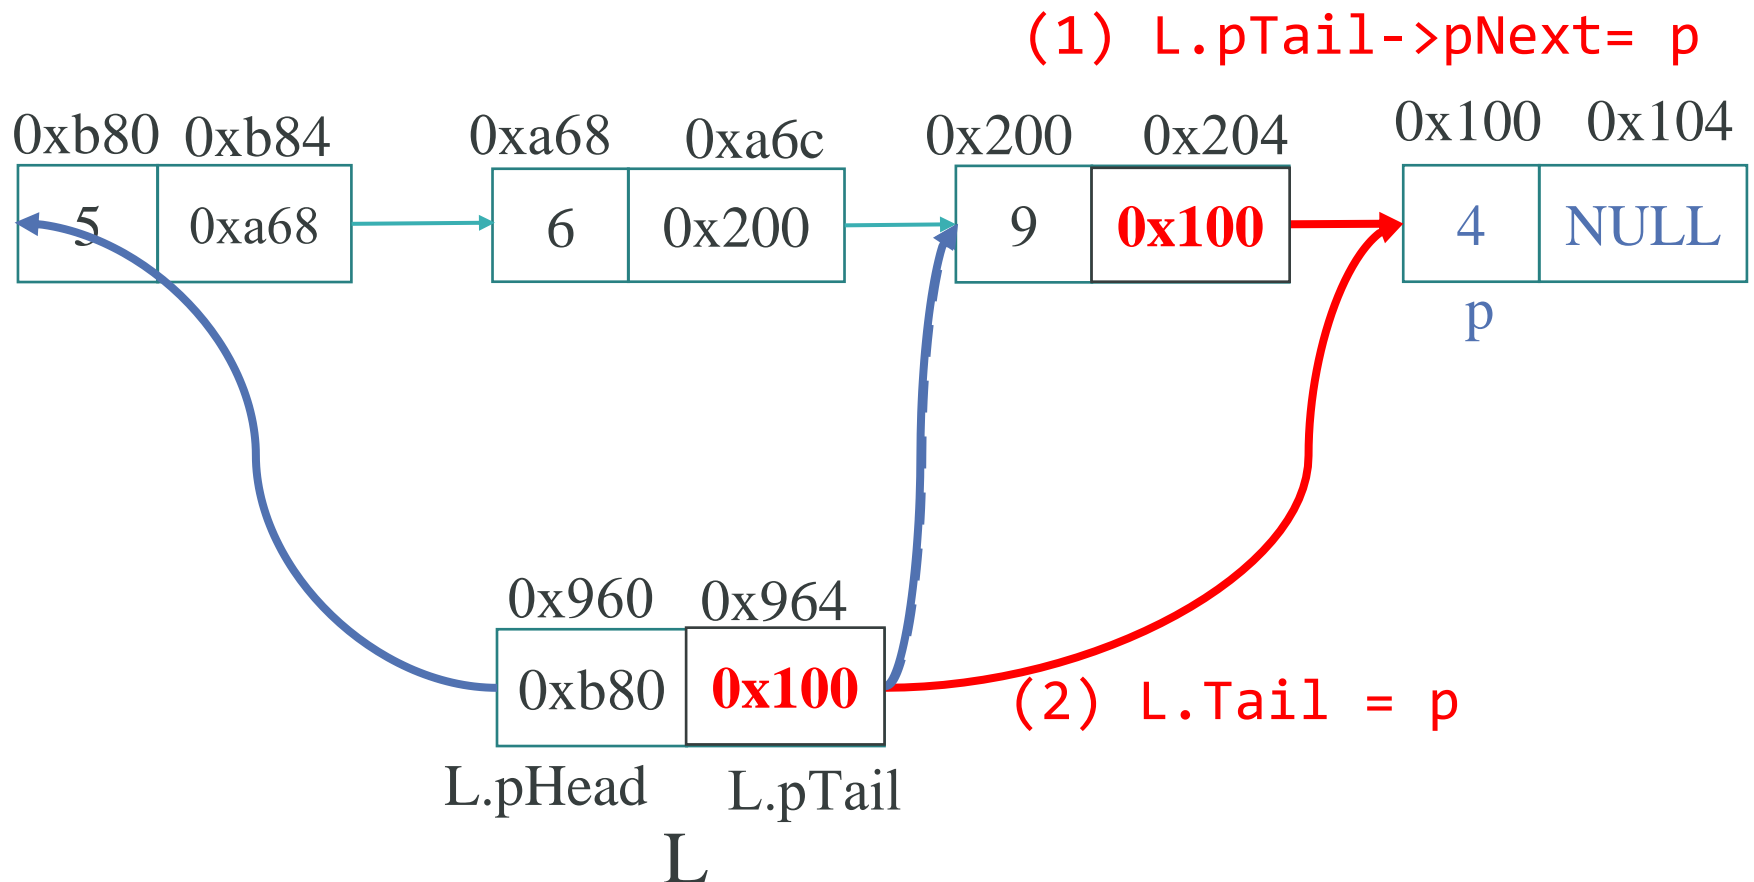 (1) L.pTail->pNext= p
0xb80 0xb84 0xa68 0xa6c 0x200 0x204 0x100 0x104
5 0xa68 6 0x200 9 0x100 4 NULL
p
0x960 0x964
0xb80 0x100
(2) L.Tail = p
L.pHead L.pTail
L